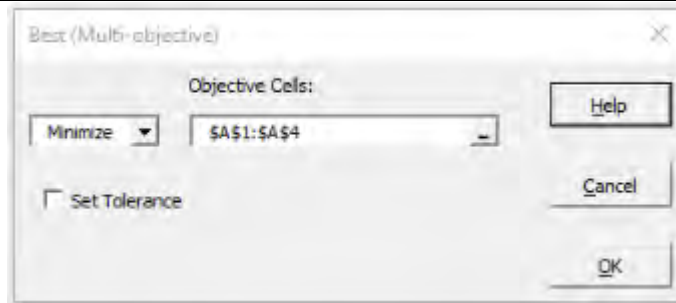 Best (Multi-objective)
Objective Cells:
Help
Minimize
$A$1:$A$4
Set Tolerance
Cancel
OK